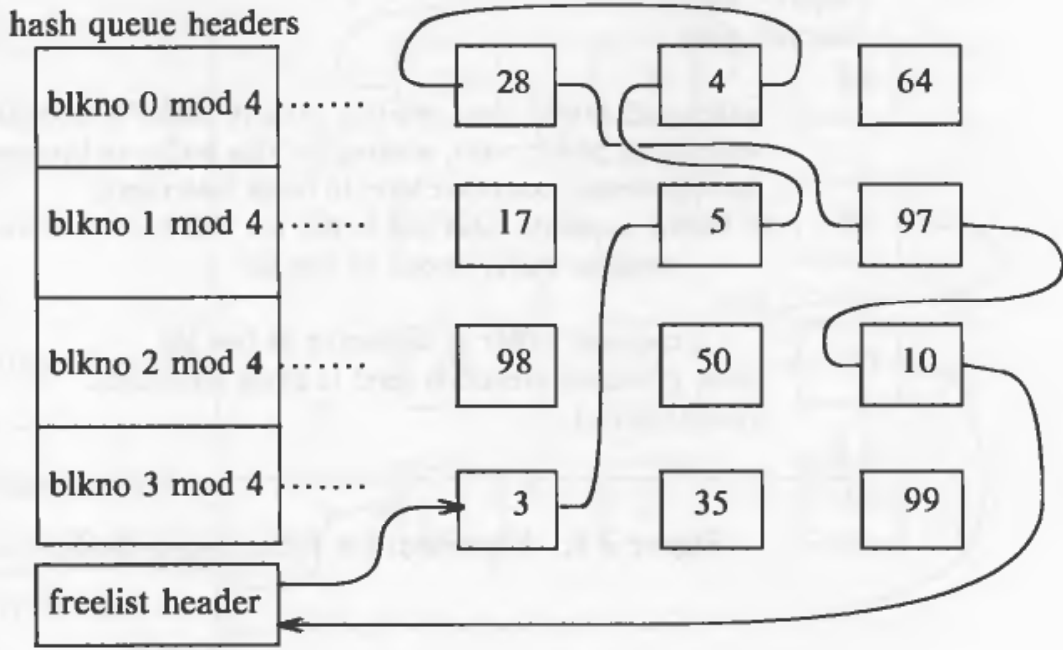 hash queue headers
blkno 0 mod 4 ······ 28 4 64
blkno 1 mod 4 ······ 17 5 97
blkno 2 mod 4 ······ 98 50 10
blkno 3 mod 4 ······ 3 35 99
freelist header